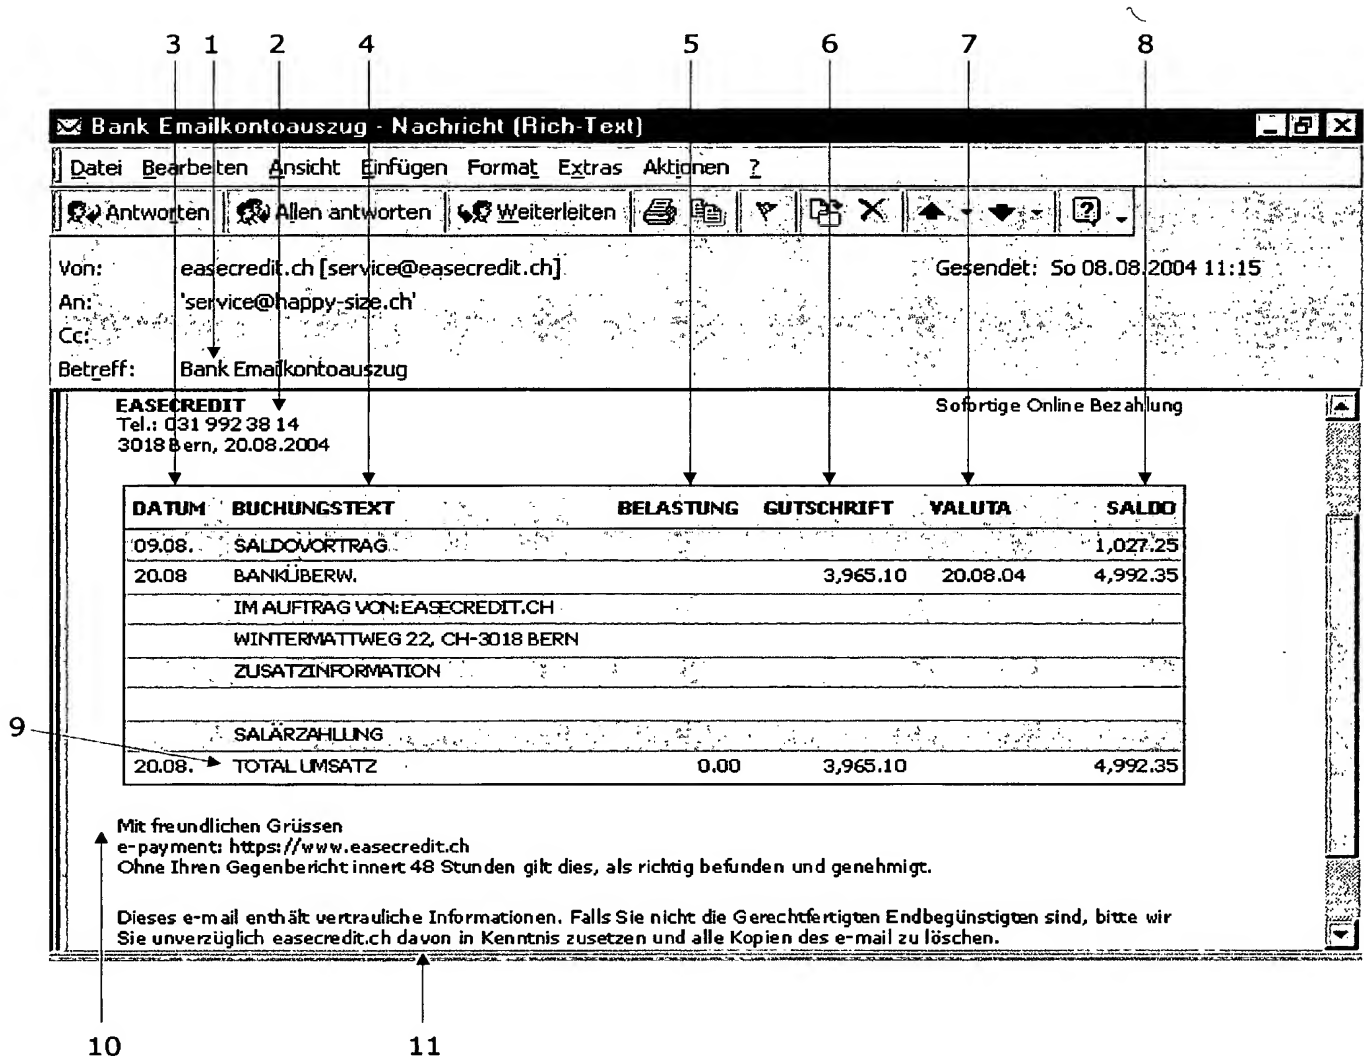 3 1 2 4 5 6 7 8
Bank Emailkontoauszug - Nachricht (Rich-Text)
Datei Bearbeiten Ansicht Einfügen Format Extras Aktionen ?
Antworten Allen antworten Weiterleiten
Von: easecredit.ch [service@easecredit.ch] Gesendet: So 08.08.2004 11:15
An: 'service@happy-size.ch'
Cc:
Betreff: Bank Emailkontoauszug
EASECREDIT Sofortige Online Bezahlung
Tel.: 031 992 38 14
3018 Bern, 20.08.2004
DATUM BUCHUNGSTEXT BELASTUNG GUTSCHRIFT VALUTA SALDO
09.08. SALDOVORTRAG 1,027.25
20.08 BANKÜBERW. 3,965.10 20.08.04 4,992.35
IM AUFTRAG VON:EASECREDIT.CH
WINTERMATTWEG 22, CH-3018 BERN
ZUSATZINFORMATION
9
SALÄRZAHLUNG
20.08. TOTAL UMSATZ 0.00 3,965.10 4,992.35
Mit freundlichen Grüssen
e-payment: https://www.easecredit.ch
Ohne Ihren Gegenbericht innert 48 Stunden gilt dies, als richtig befunden und genehmigt.
Dieses e-mail enthält vertrauliche Informationen. Falls Sie nicht die Gerechtfertigten Endbegünstigten sind, bitte wir
Sie unverzüglich easecredit.ch davon in Kenntnis zusetzen und alle Kopien des e-mail zu löschen.
10 11